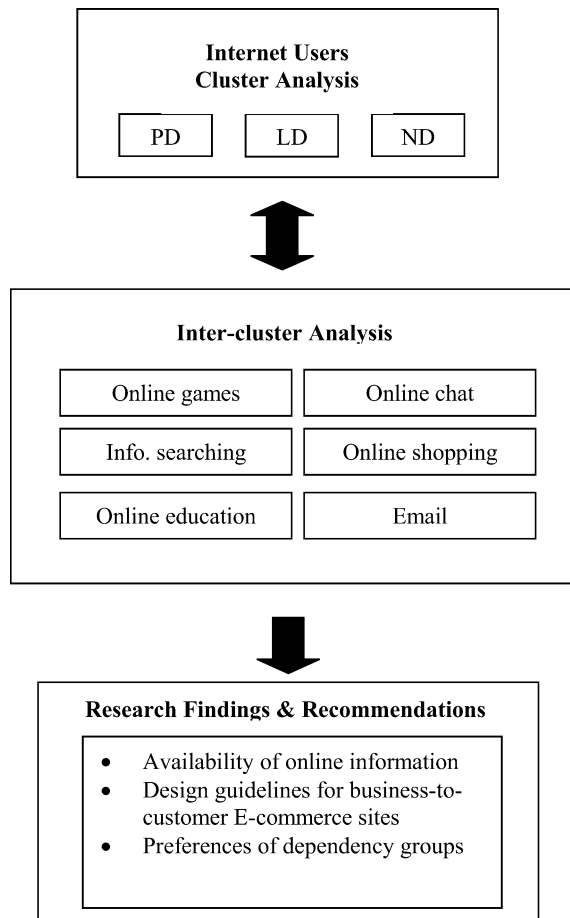 Internet Users
Cluster Analysis
PD LD ND
Inter-cluster Analysis
Online games Online chat
Info. searching Online shopping
Online education Email
Research Findings & Recommendations
• Availability of online information
• Design guidelines for business-to-
customer E-commerce sites
• Preferences of dependency groups